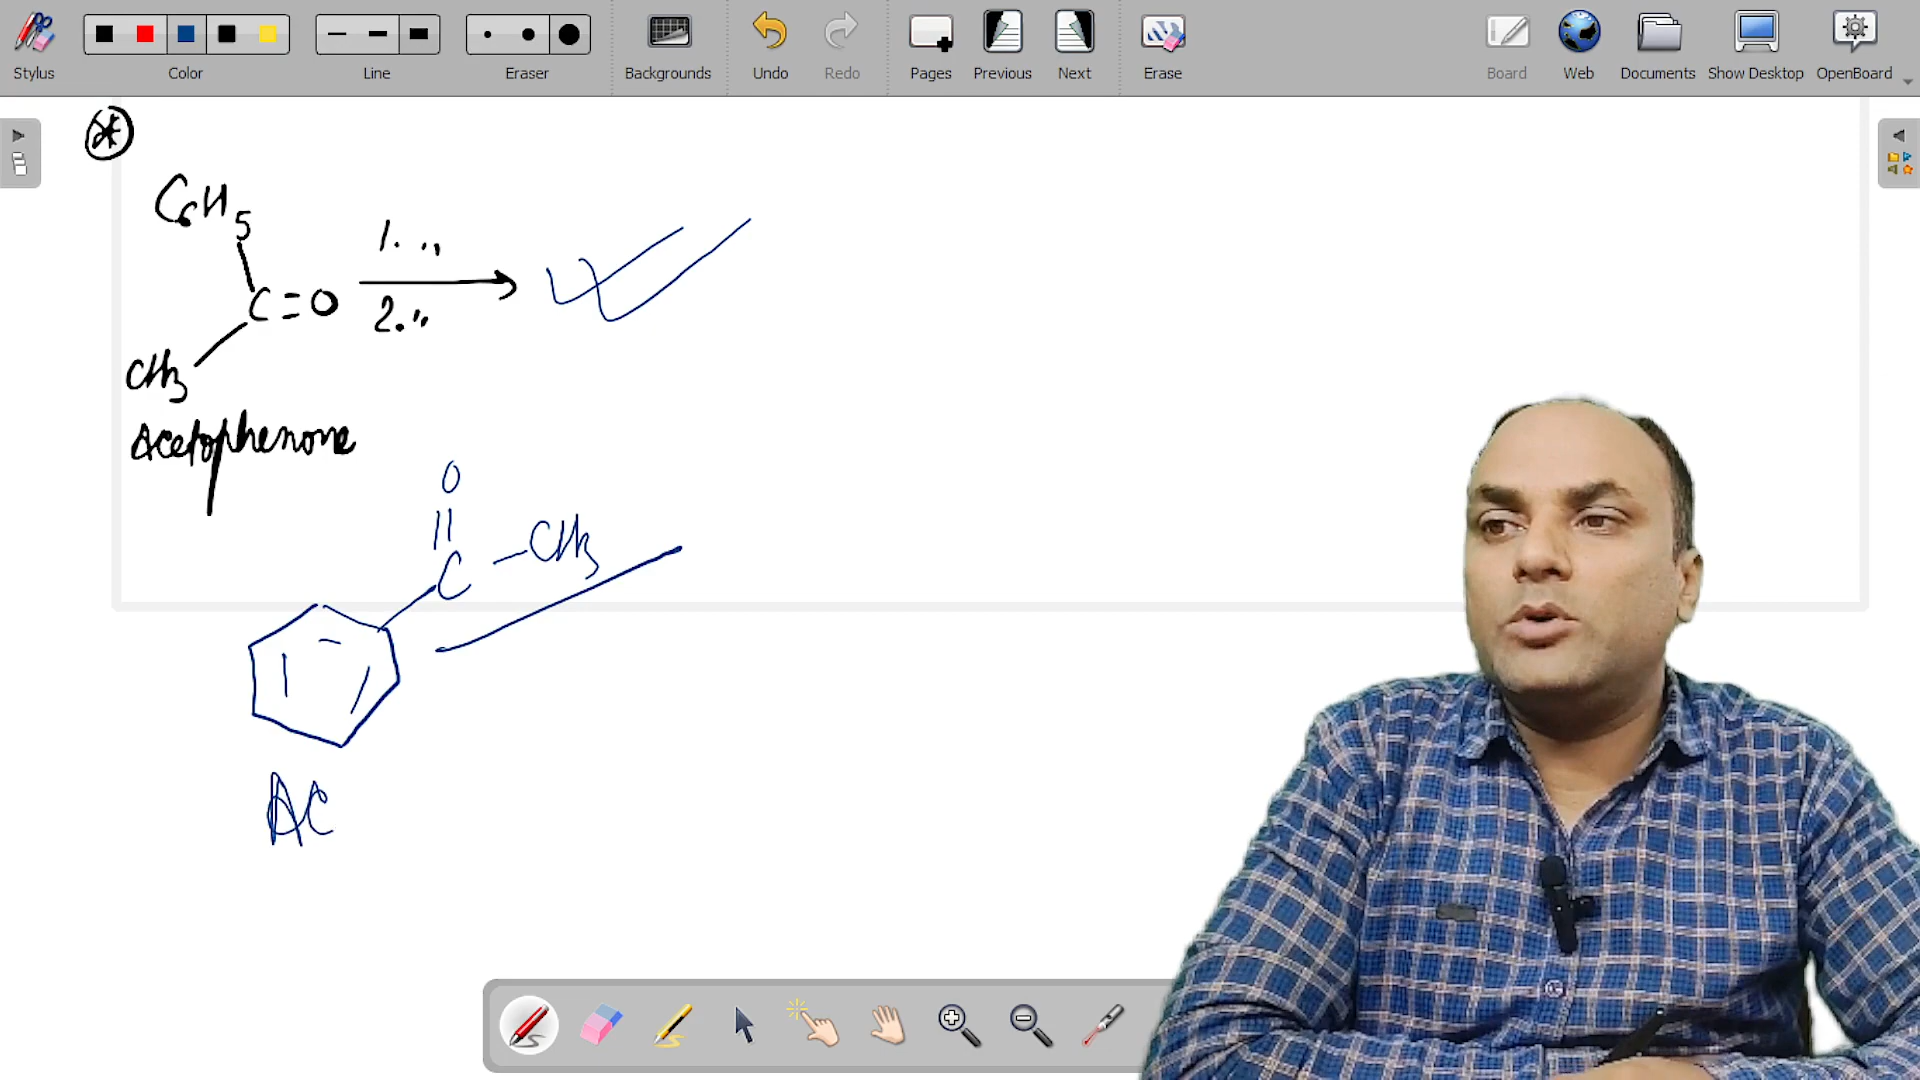 Stylus Color Line Eraser Backgrounds Undo Redo Pages Previous Next Erase Board Web Documents Show Desktop OpenBoard
*
C6H5
1. "
C=O
2. "
CH3
Acetophenone
O
C-CH3
AC